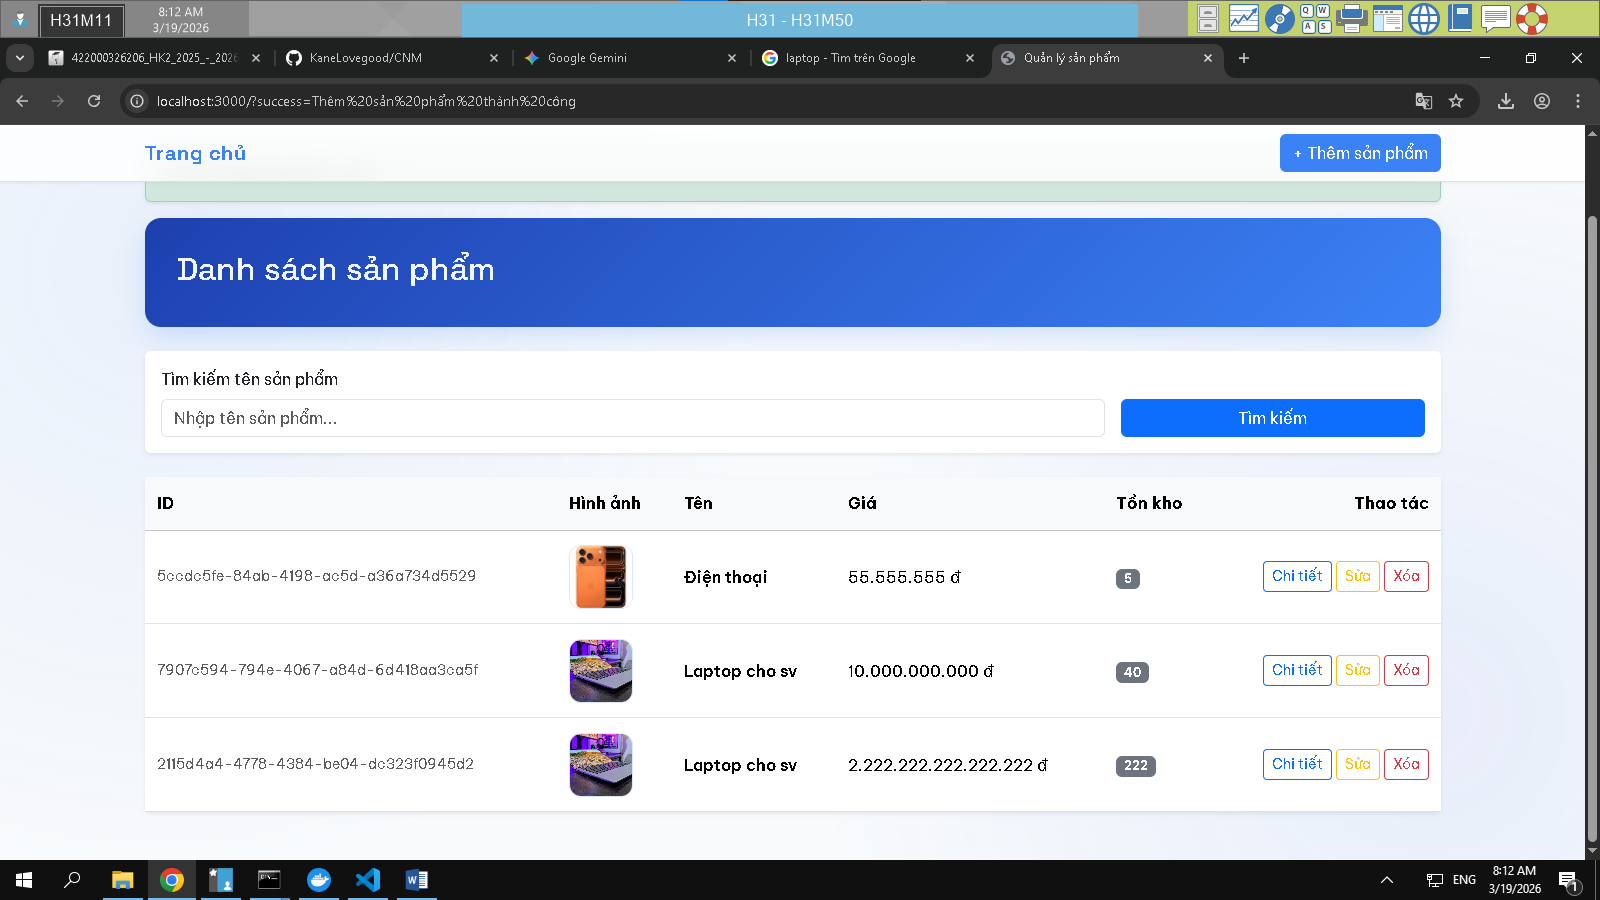 H31M11
8:12 AM
3/19/2026
H31 - H31M50
Q W
A S
422000326206_HK2_2025_-_2026
KaneLovegood/CNM
Google Gemini
laptop - Tìm trên Google
Quản lý sản phẩm
localhost:3000/?success=Thêm%20sản%20phẩm%20thành%20công
Trang chủ
+ Thêm sản phẩm
Danh sách sản phẩm
Tìm kiếm tên sản phẩm
Nhập tên sản phẩm...
Tìm kiếm
ID Hình ảnh Tên Giá Tồn kho Thao tác
5ccdc5fe-84ab-4198-ac5d-a36a734d5529 Điện thoại 55.555.555 đ 5 Chi tiết Sửa Xóa
7907c594-794e-4067-a84d-6d418aa3ca5f Laptop cho sv 10.000.000.000 đ 40 Chi tiết Sửa Xóa
2115d4a4-4778-4384-be04-dc323f0945d2 Laptop cho sv 2.222.222.222.222.222 đ 222 Chi tiết Sửa Xóa
ENG
8:12 AM
3/19/2026
1